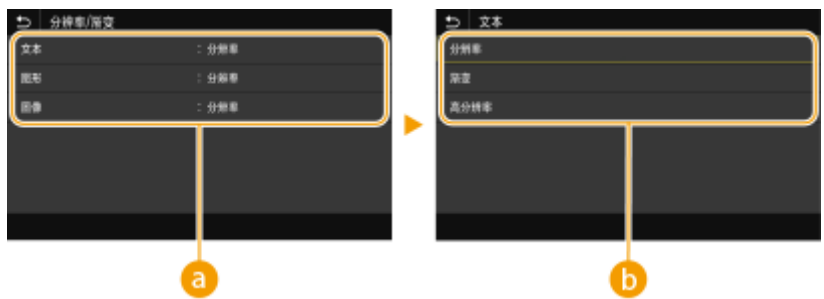 分辨率/渐变
文本 : 分辨率
图形 : 分辨率
图像 : 分辨率
a
文本
分辨率
渐变
高分辨率
b